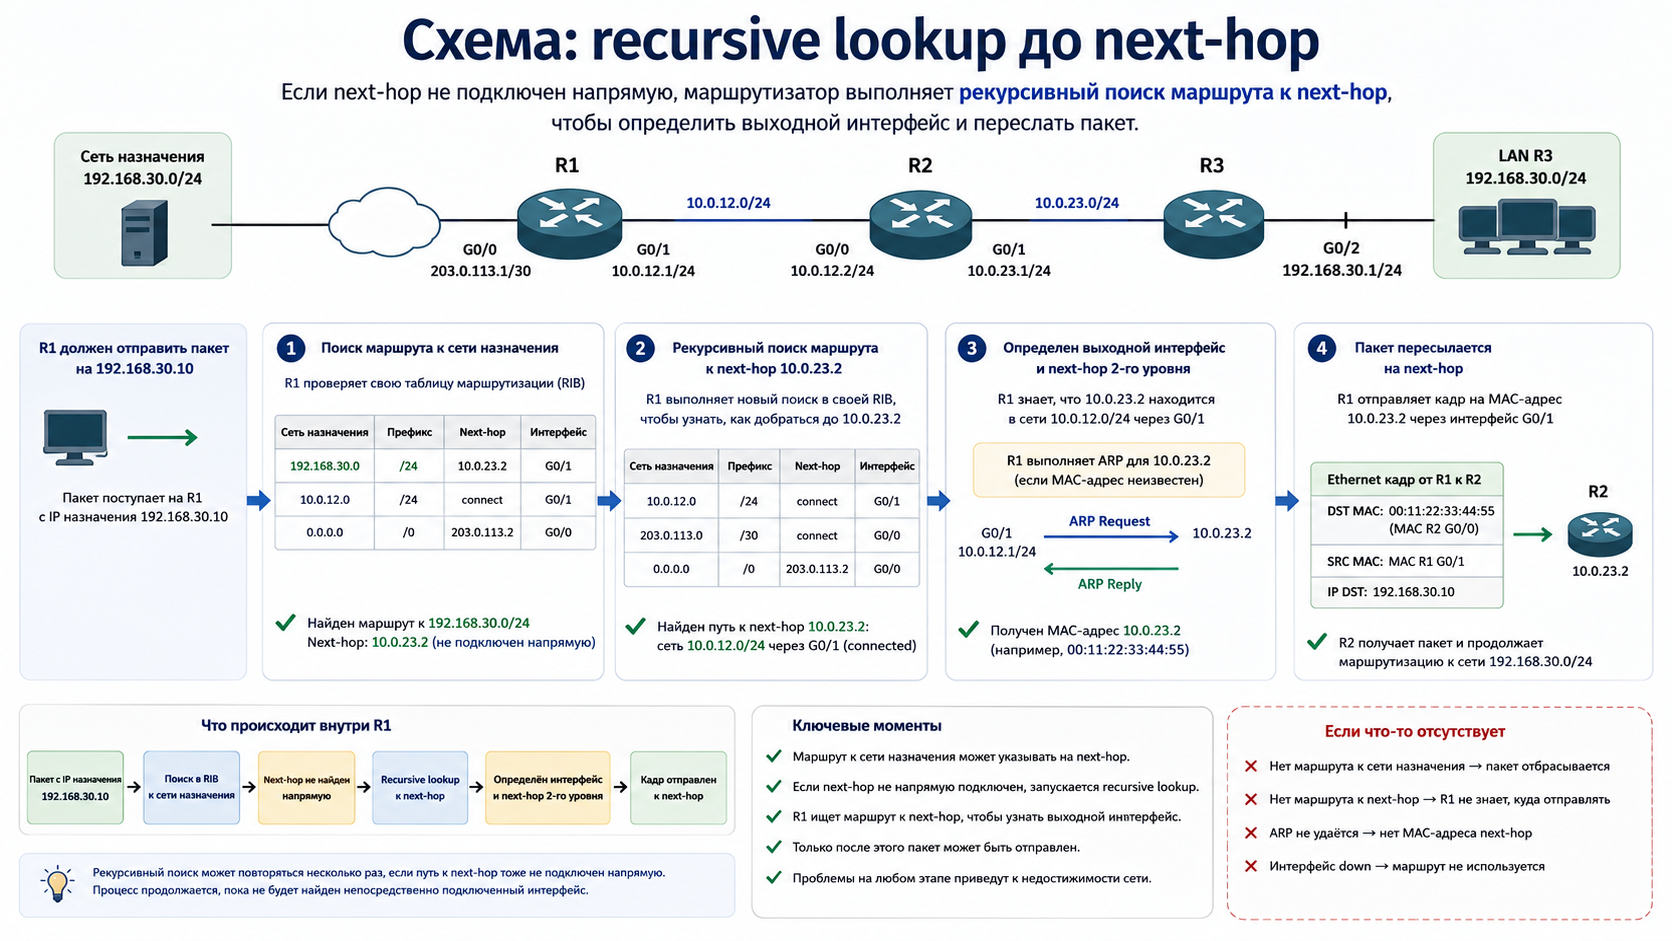 Схема: recursive lookup до next-hop
Если next-hop не подключен напрямую, маршрутизатор выполняет рекурсивный поиск маршрута к next-hop,
чтобы определить выходной интерфейс и переслать пакет.
Сеть назначения
192.168.30.0/24
R1
R2
R3
LAN R3
192.168.30.0/24
10.0.12.0/24
10.0.23.0/24
G0/0
203.0.113.1/30
G0/1
10.0.12.1/24
G0/0
10.0.12.2/24
G0/1
10.0.23.1/24
G0/2
192.168.30.1/24
R1 должен отправить пакет
на 192.168.30.10
Пакет поступает на R1
с IP назначения 192.168.30.10
1 Поиск маршрута к сети назначения
R1 проверяет свою таблицу маршрутизации (RIB)
Сеть назначения Префикс Next-hop Интерфейс
192.168.30.0 /24 10.0.23.2 G0/1
10.0.12.0 /24 connect G0/1
0.0.0.0 /0 203.0.113.2 G0/0
Найден маршрут к 192.168.30.0/24
Next-hop: 10.0.23.2 (не подключен напрямую)
2 Рекурсивный поиск маршрута
к next-hop 10.0.23.2
R1 выполняет новый поиск в своей RIB,
чтобы узнать, как добраться до 10.0.23.2
Сеть назначения Префикс Next-hop Интерфейс
10.0.12.0 /24 connect G0/1
203.0.113.0 /30 connect G0/0
0.0.0.0 /0 203.0.113.2 G0/0
Найден путь к next-hop 10.0.23.2:
сеть 10.0.12.0/24 через G0/1 (connected)
3 Определен выходной интерфейс
и next-hop 2-го уровня
R1 знает, что 10.0.23.2 находится
в сети 10.0.12.0/24 через G0/1
R1 выполняет ARP для 10.0.23.2
(если MAC-адрес неизвестен)
G0/1
10.0.12.1/24
ARP Request
10.0.23.2
ARP Reply
Получен MAC-адрес 10.0.23.2
(например, 00:11:22:33:44:55)
4 Пакет пересылается
на next-hop
R1 отправляет кадр на MAC-адрес
10.0.23.2 через интерфейс G0/1
Ethernet кадр от R1 к R2
DST MAC: 00:11:22:33:44:55
(MAC R2 G0/0)
SRC MAC: MAC R1 G0/1
IP DST: 192.168.30.10
R2
10.0.23.2
R2 получает пакет и продолжает
маршрутизацию к сети 192.168.30.0/24
Что происходит внутри R1
Пакет с IP назначения
192.168.30.10
Поиск в RIB
к сети назначения
Next-hop не найден
напрямую
Recursive lookup
к next-hop
Определён интерфейс
и next-hop 2-го уровня
Кадр отправлен
к next-hop
Рекурсивный поиск может повторяться несколько раз, если путь к next-hop тоже не подключен напрямую.
Процесс продолжается, пока не будет найден непосредственно подключенный интерфейс.
Ключевые моменты
Маршрут к сети назначения может указывать на next-hop.
Если next-hop не напрямую подключен, запускается recursive lookup.
R1 ищет маршрут к next-hop, чтобы узнать выходной интерфейс.
Только после этого пакет может быть отправлен.
Проблемы на любом этапе приведут к недостижимости сети.
Если что-то отсутствует
Нет маршрута к сети назначения → пакет отбрасывается
Нет маршрута к next-hop → R1 не знает, куда отправлять
ARP не удаётся → нет MAC-адреса next-hop
Интерфейс down → маршрут не используется